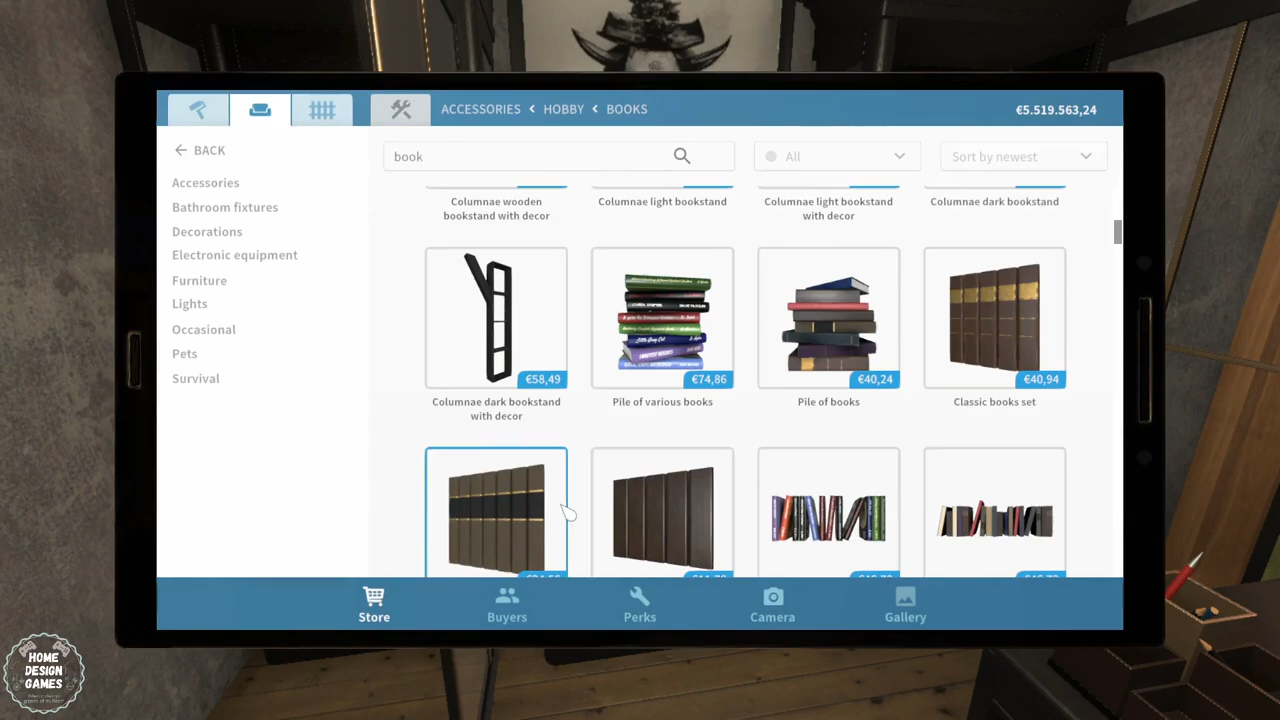 ACCESSORIES < HOBBY < BOOKS
€5.519.563,24
BACK
book
All
Sort by newest
Accessories
Bathroom fixtures
Decorations
Electronic equipment
Furniture
Lights
Occasional
Pets
Survival
Columnae wooden
bookstand with decor
Columnae light bookstand
Columnae light bookstand
with decor
Columnae dark bookstand
€58,49
€74,86
€40,24
€40,94
Columnae dark bookstand
with decor
Pile of various books
Pile of books
Classic books set
Store
Buyers
Perks
Camera
Gallery
HOME
DESIGN
GAMES